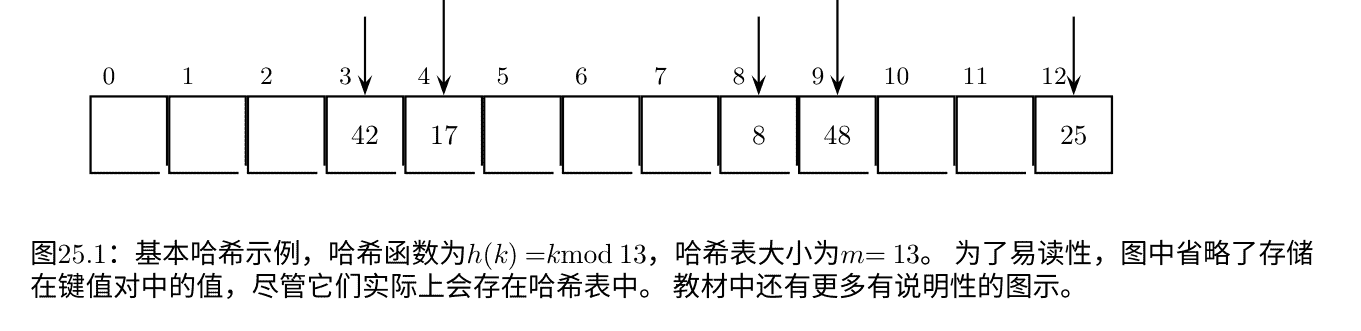 0 1 2 3 4 5 6 7 8 9 10 11 12
42 17 8 48 25
图25.1：基本哈希示例，哈希函数为h(k) =kmod 13，哈希表大小为m= 13。 为了易读性，图中省略了存储
在键值对中的值，尽管它们实际上会存在哈希表中。 教材中还有更多有说明性的图示。